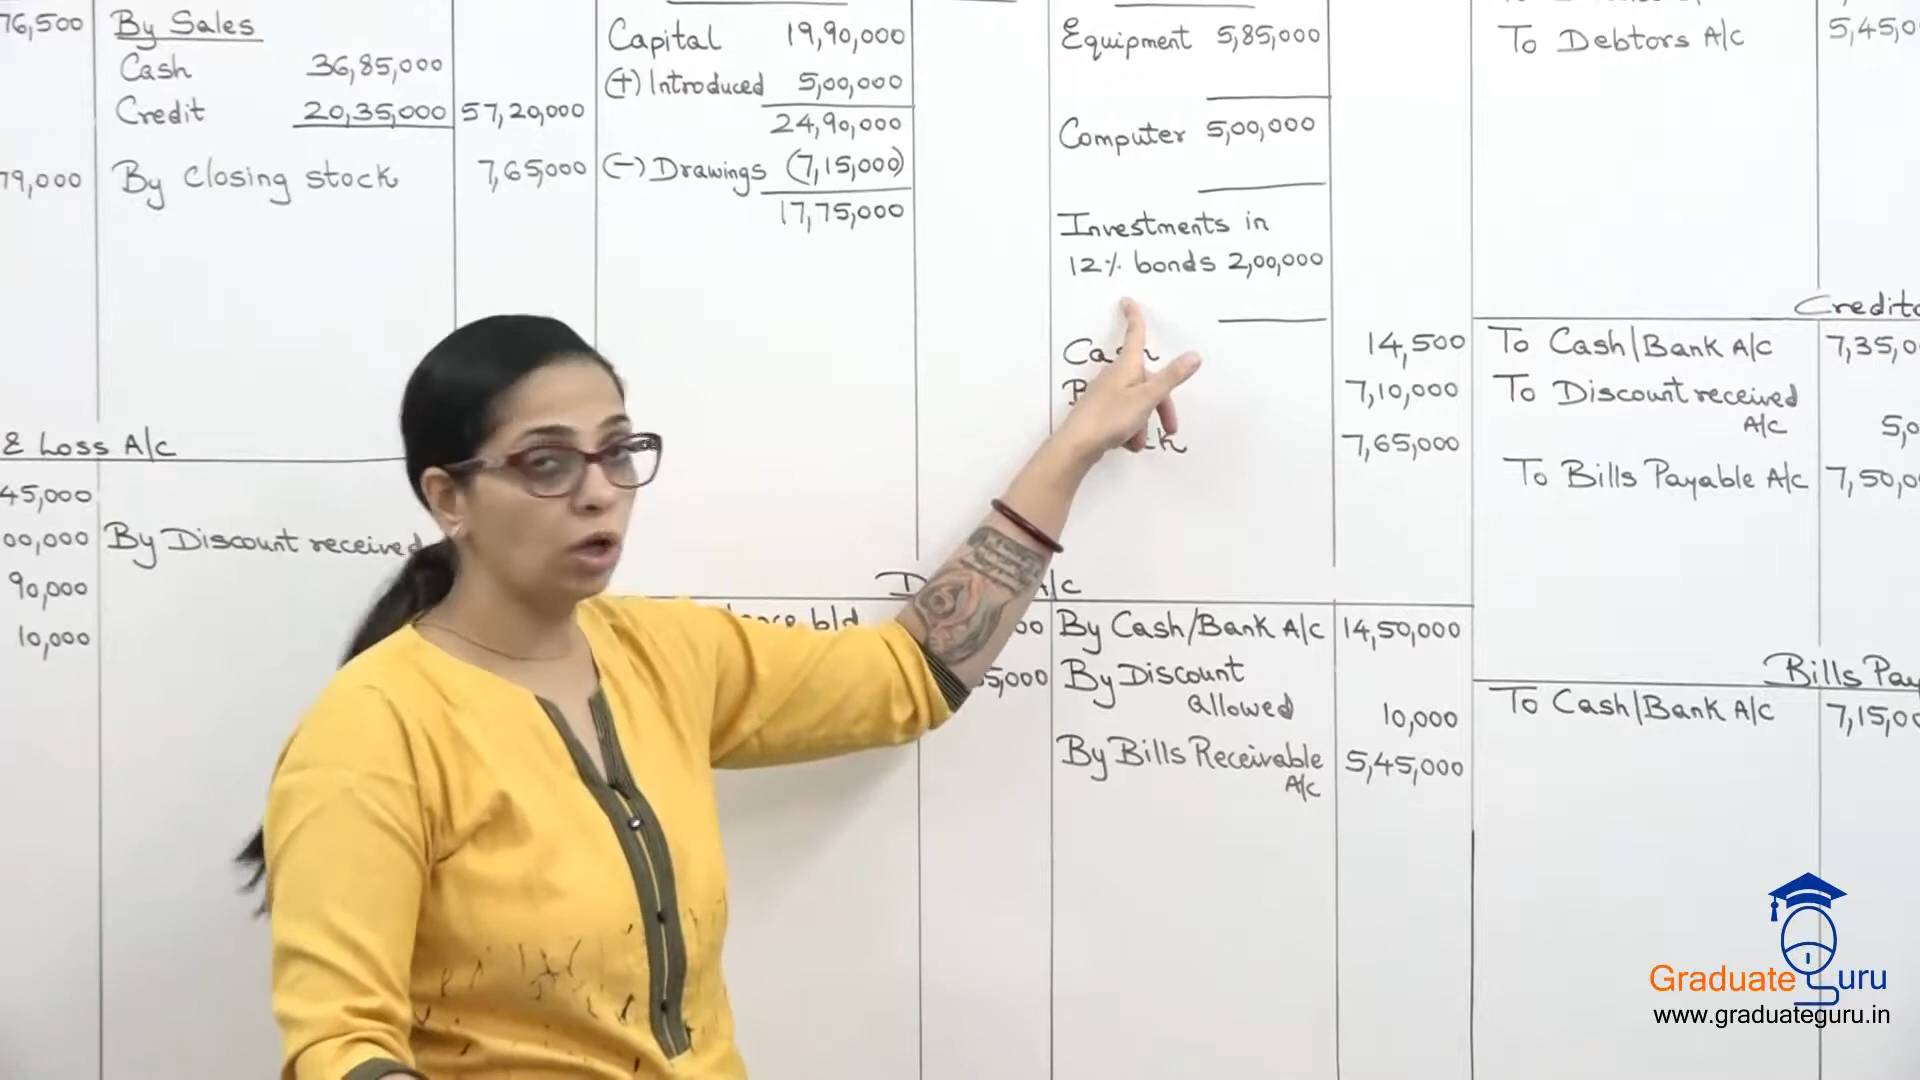 76,500
By Sales
Cash 36,85,000
Credit 20,35,000 57,20,000
79,000 By Closing stock 7,65,000
& Loss A/c
45,000
00,000 By Discount received
90,000
10,000
Capital 19,90,000
(+) Introduced 5,00,000
24,90,000
(−) Drawings (7,15,000)
17,75,000
Equipment 5,85,000
Computer 5,00,000
Investments in
12% bonds 2,00,000
14,500
7,10,000
7,65,000
A/c
b/d
By Cash/Bank A/c 14,50,000
5,000 By Discount
allowed 10,000
By Bills Receivable 5,45,000
A/c
To Debtors A/c 5,45,0
To Cash/Bank A/c 7,35,0
To Discount received
A/c 5,0
To Bills Payable A/c 7,50,0
Bills Pay
To Cash/Bank A/c 7,15,00
Graduate Guru
www.graduateguru.in